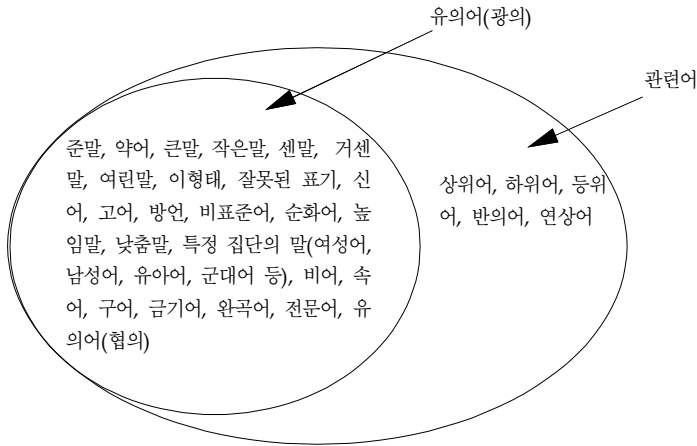 유의어(광의)
관련어
준말, 약어, 큰말, 작은말, 센말, 거센
말, 여린말, 이형태, 잘못된 표기, 신
어, 고어, 방언, 비표준어, 순화어, 높
임말, 낮춤말, 특정 집단의 말(여성어,
남성어, 유아어, 군대어 등), 비어, 속
어, 구어, 금기어, 완곡어, 전문어, 유
의어(협의)
상위어, 하위어, 등위
어, 반의어, 연상어